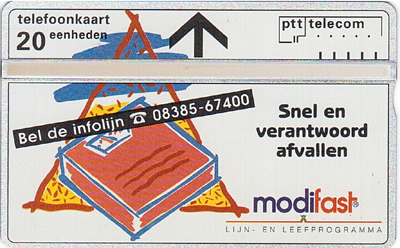 telefoonkaart
20 eenheden
ptt telecom
Bel de infolijn ☎ 08385-67400
Snel en
verantwoord
afvallen
modifast®
LIJN- EN LEEFPROGRAMMA